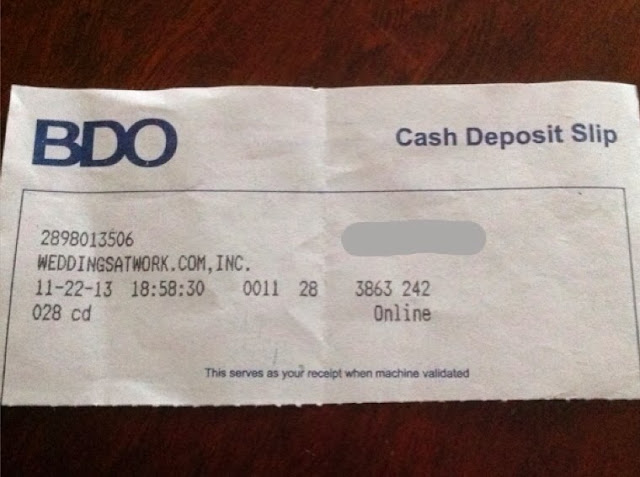 BDO
Cash Deposit Slip
2898013506
WEDDINGSATWORK.COM,INC.
11-22-13 18:58:30 0011 28 3863 242
028 cd Online
This serves as your receipt when machine validated